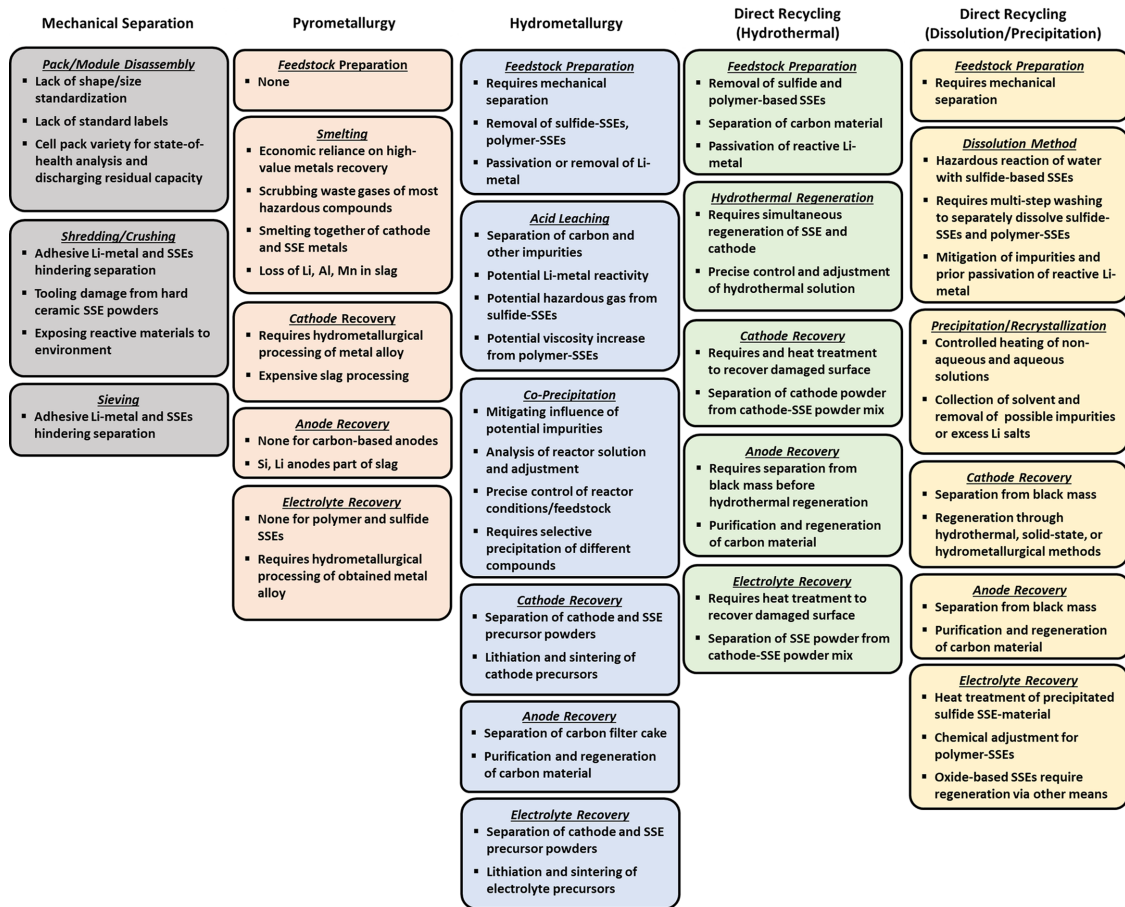 Mechanical Separation
Pack/Module Disassembly
▪ Lack of shape/size
standardization
▪ Lack of standard labels
▪ Cell pack variety for state-of-
health analysis and
discharging residual capacity
Shredding/Crushing
▪ Adhesive Li-metal and SSEs
hindering separation
▪ Tooling damage from hard
ceramic SSE powders
▪ Exposing reactive materials to
environment
Sieving
▪ Adhesive Li-metal and SSEs
hindering separation
Pyrometallurgy
Feedstock Preparation
▪ None
Smelting
▪ Economic reliance on high-
value metals recovery
▪ Scrubbing waste gases of most
hazardous compounds
▪ Smelting together of cathode
and SSE metals
▪ Loss of Li, Al, Mn in slag
Cathode Recovery
▪ Requires hydrometallurgical
processing of metal alloy
▪ Expensive slag processing
Anode Recovery
▪ None for carbon-based anodes
▪ Si, Li anodes part of slag
Electrolyte Recovery
▪ None for polymer and sulfide
SSEs
▪ Requires hydrometallurgical
processing of obtained metal
alloy
Hydrometallurgy
Feedstock Preparation
▪ Requires mechanical
separation
▪ Removal of sulfide-SSEs,
polymer-SSEs
▪ Passivation or removal of Li-
metal
Acid Leaching
▪ Separation of carbon and
other impurities
▪ Potential Li-metal reactivity
▪ Potential hazardous gas from
sulfide-SSEs
▪ Potential viscosity increase
from polymer-SSEs
Co-Precipitation
▪ Mitigating influence of
potential impurities
▪ Analysis of reactor solution
and adjustment
▪ Precise control of reactor
conditions/feedstock
▪ Requires selective
precipitation of different
compounds
Cathode Recovery
▪ Separation of cathode and SSE
precursor powders
▪ Lithiation and sintering of
cathode precursors
Anode Recovery
▪ Separation of carbon filter cake
▪ Purification and regeneration
of carbon material
Electrolyte Recovery
▪ Separation of cathode and SSE
precursor powders
▪ Lithiation and sintering of
electrolyte precursors
Direct Recycling
(Hydrothermal)
Feedstock Preparation
▪ Removal of sulfide and
polymer-based SSEs
▪ Separation of carbon material
▪ Passivation of reactive Li-
metal
Hydrothermal Regeneration
▪ Requires simultaneous
regeneration of SSE and
cathode
▪ Precise control and adjustment
of hydrothermal solution
Cathode Recovery
▪ Requires and heat treatment
to recover damaged surface
▪ Separation of cathode powder
from cathode-SSE powder mix
Anode Recovery
▪ Requires separation from
black mass before
hydrothermal regeneration
▪ Purification and regeneration
of carbon material
Electrolyte Recovery
▪ Requires heat treatment to
recover damaged surface
▪ Separation of SSE powder from
cathode-SSE powder mix
Direct Recycling
(Dissolution/Precipitation)
Feedstock Preparation
▪ Requires mechanical
separation
Dissolution Method
▪ Hazardous reaction of water
with sulfide-based SSEs
▪ Requires multi-step washing
to separately dissolve sulfide-
SSEs and polymer-SSEs
▪ Mitigation of impurities and
prior passivation of reactive Li-
metal
Precipitation/Recrystallization
▪ Controlled heating of non-
aqueous and aqueous
solutions
▪ Collection of solvent and
removal of possible impurities
or excess Li salts
Cathode Recovery
▪ Separation from black mass
▪ Regeneration through
hydrothermal, solid-state, or
hydrometallurgical methods
Anode Recovery
▪ Separation from black mass
▪ Purification and regeneration
of carbon material
Electrolyte Recovery
▪ Heat treatment of precipitated
sulfide SSE-material
▪ Chemical adjustment for
polymer-SSEs
▪ Oxide-based SSEs require
regeneration via other means